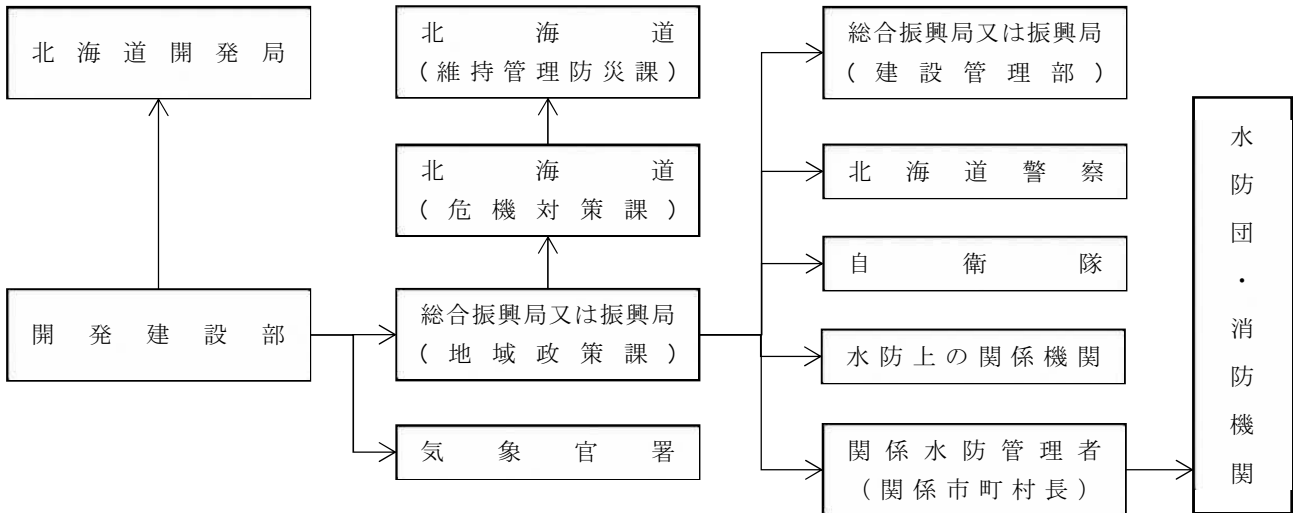 北海道開発局
開発建設部
北海道
(維持管理防災課)
北海道
(危機対策課)
総合振興局又は振興局
(地域政策課)
気象官署
総合振興局又は振興局
(建設管理部)
北海道警察
自衛隊
水防上の関係機関
関係水防管理者
(関係市町村長)
水防団・消防機関